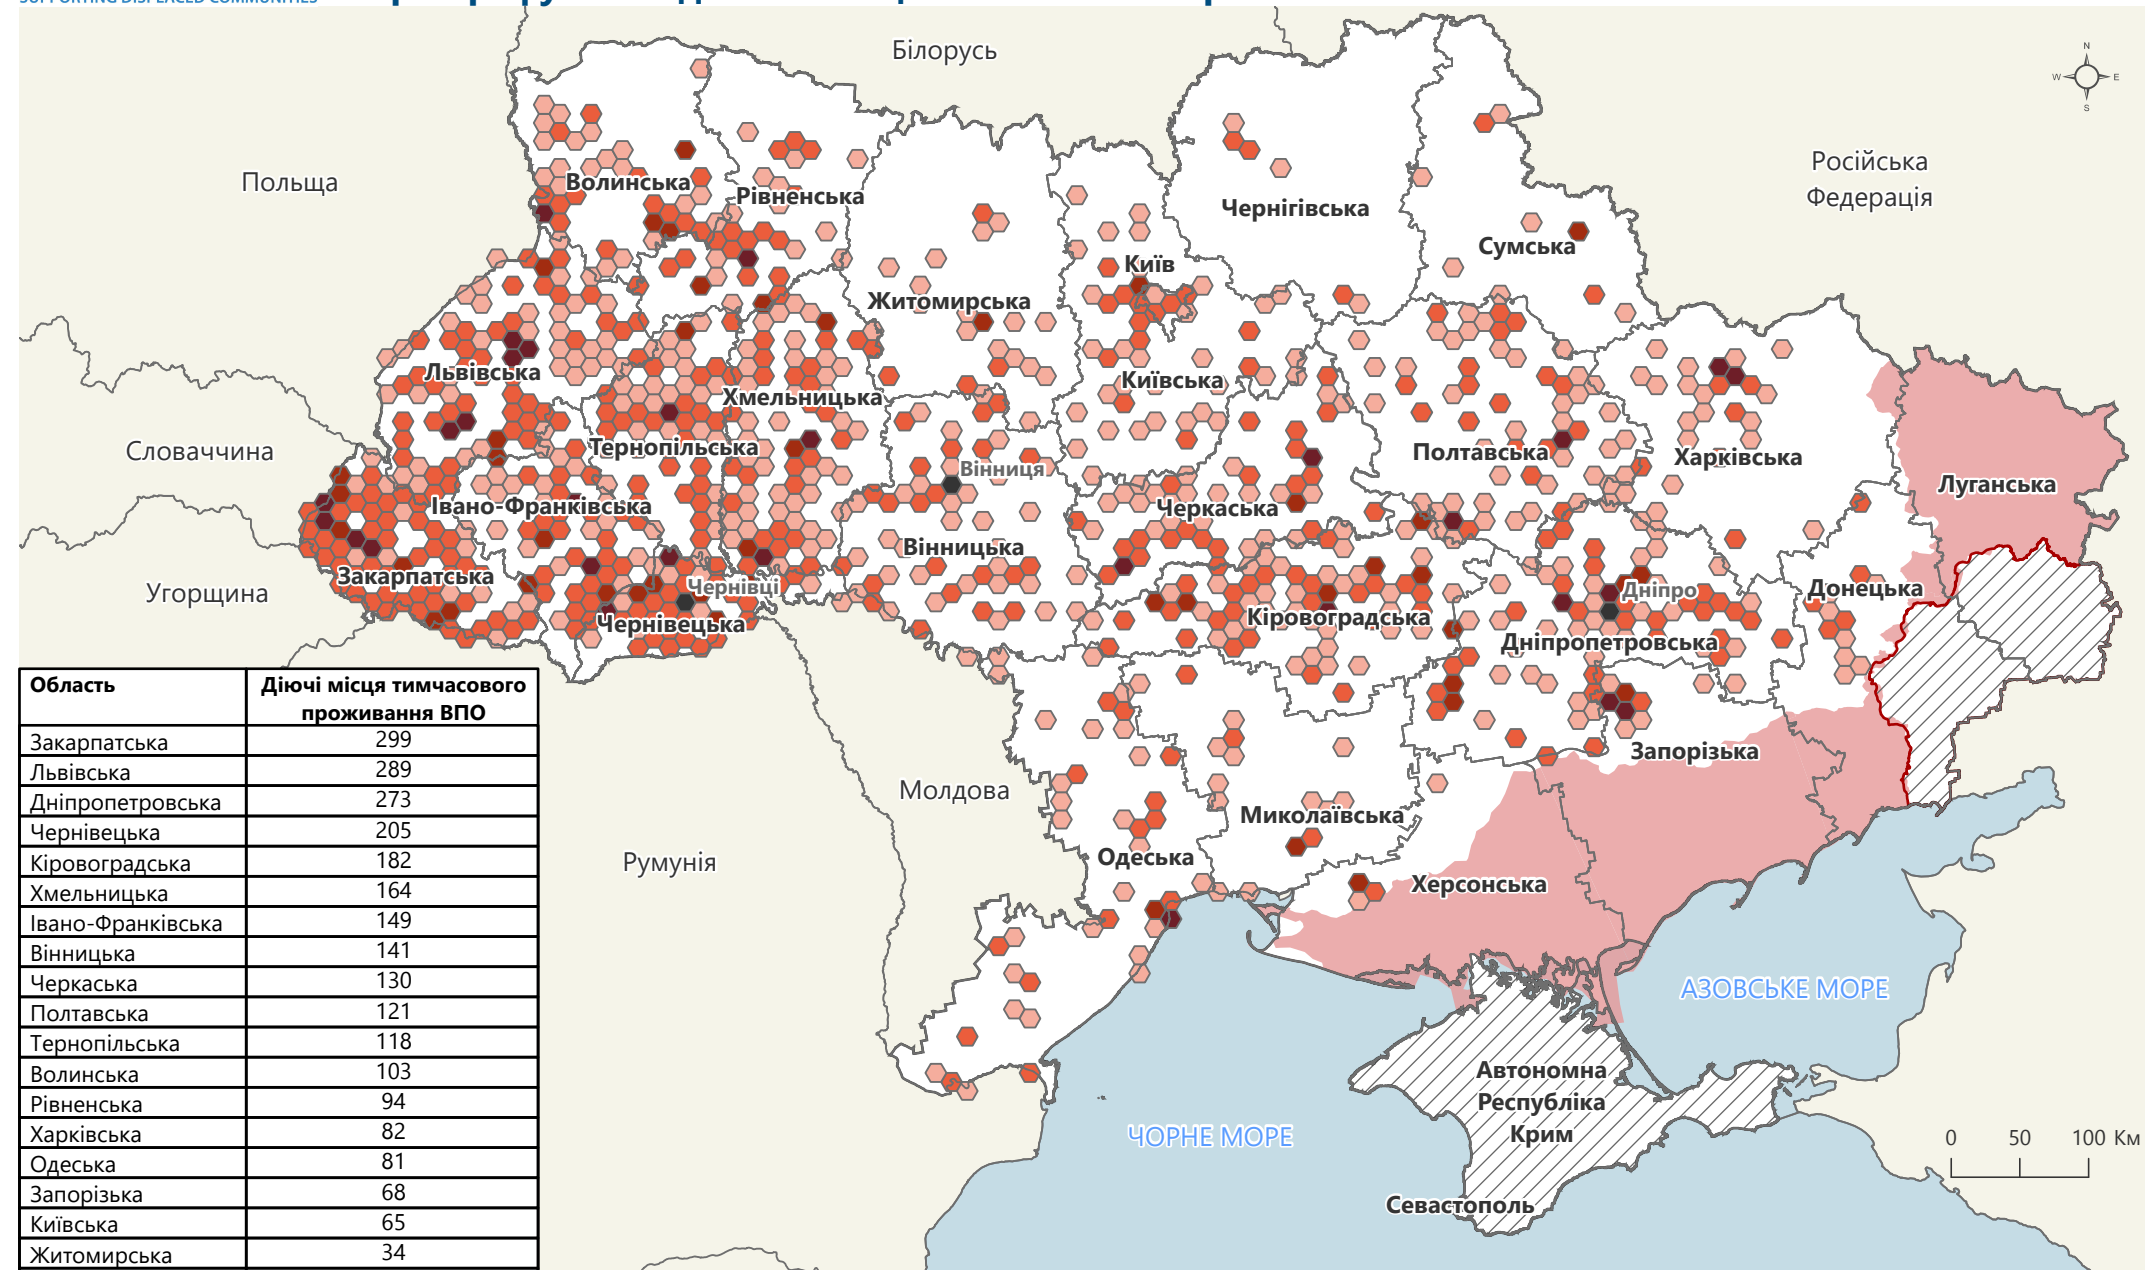 SUPPORTING DISPLACED COMMUNITIES
Білорусь
N
W
E
S
Польща
Російська
Федерація
Волинська
Рівненська
Чернігівська
Сумська
Київ
Житомирська
Львівська
Київська
Хмельницька
Словаччина
Тернопільська
Вінниця
Полтавська
Харківська
Луганська
Івано-Франківська
Черкаська
Вінницька
Закарпатська
Чернівці
Угорщина
Дніпро
Донецька
Чернівецька
Кіровоградська
Дніпропетровська
Запорізька
Молдова
Миколаївська
Румунія
Одеська
Херсонська
АЗОВСЬКЕ МОРЕ
Автономна
Республіка
Крим
ЧОРНЕ МОРЕ
Севастополь
0 50 100 Км
Область Діючі місця тимчасового
проживання ВПО
Закарпатська 299
Львівська 289
Дніпропетровська 273
Чернівецька 205
Кіровоградська 182
Хмельницька 164
Івано-Франківська 149
Вінницька 141
Черкаська 130
Полтавська 121
Тернопільська 118
Волинська 103
Рівненська 94
Харківська 82
Одеська 81
Запорізька 68
Київська 65
Житомирська 34